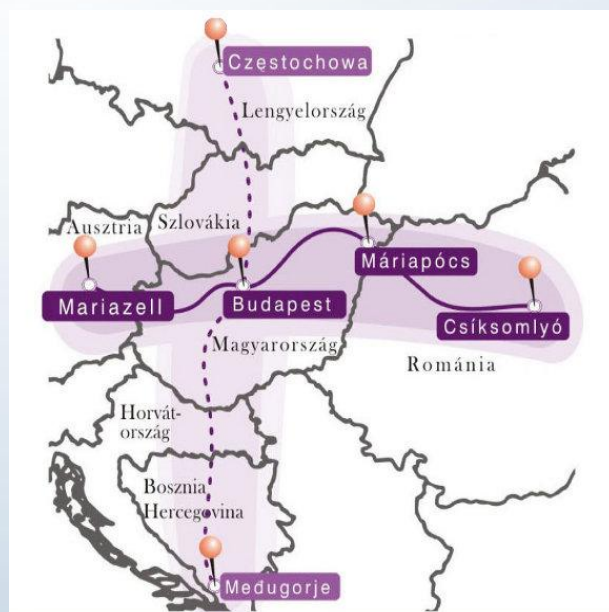 Częstochowa
Lengyelország
Ausztria
Szlovákia
Máriapócs
Mariazell
Budapest
Csíksomlyó
Magyarország
Románia
Horvát-
ország
Bosznia
Hercegovina
Međugorje